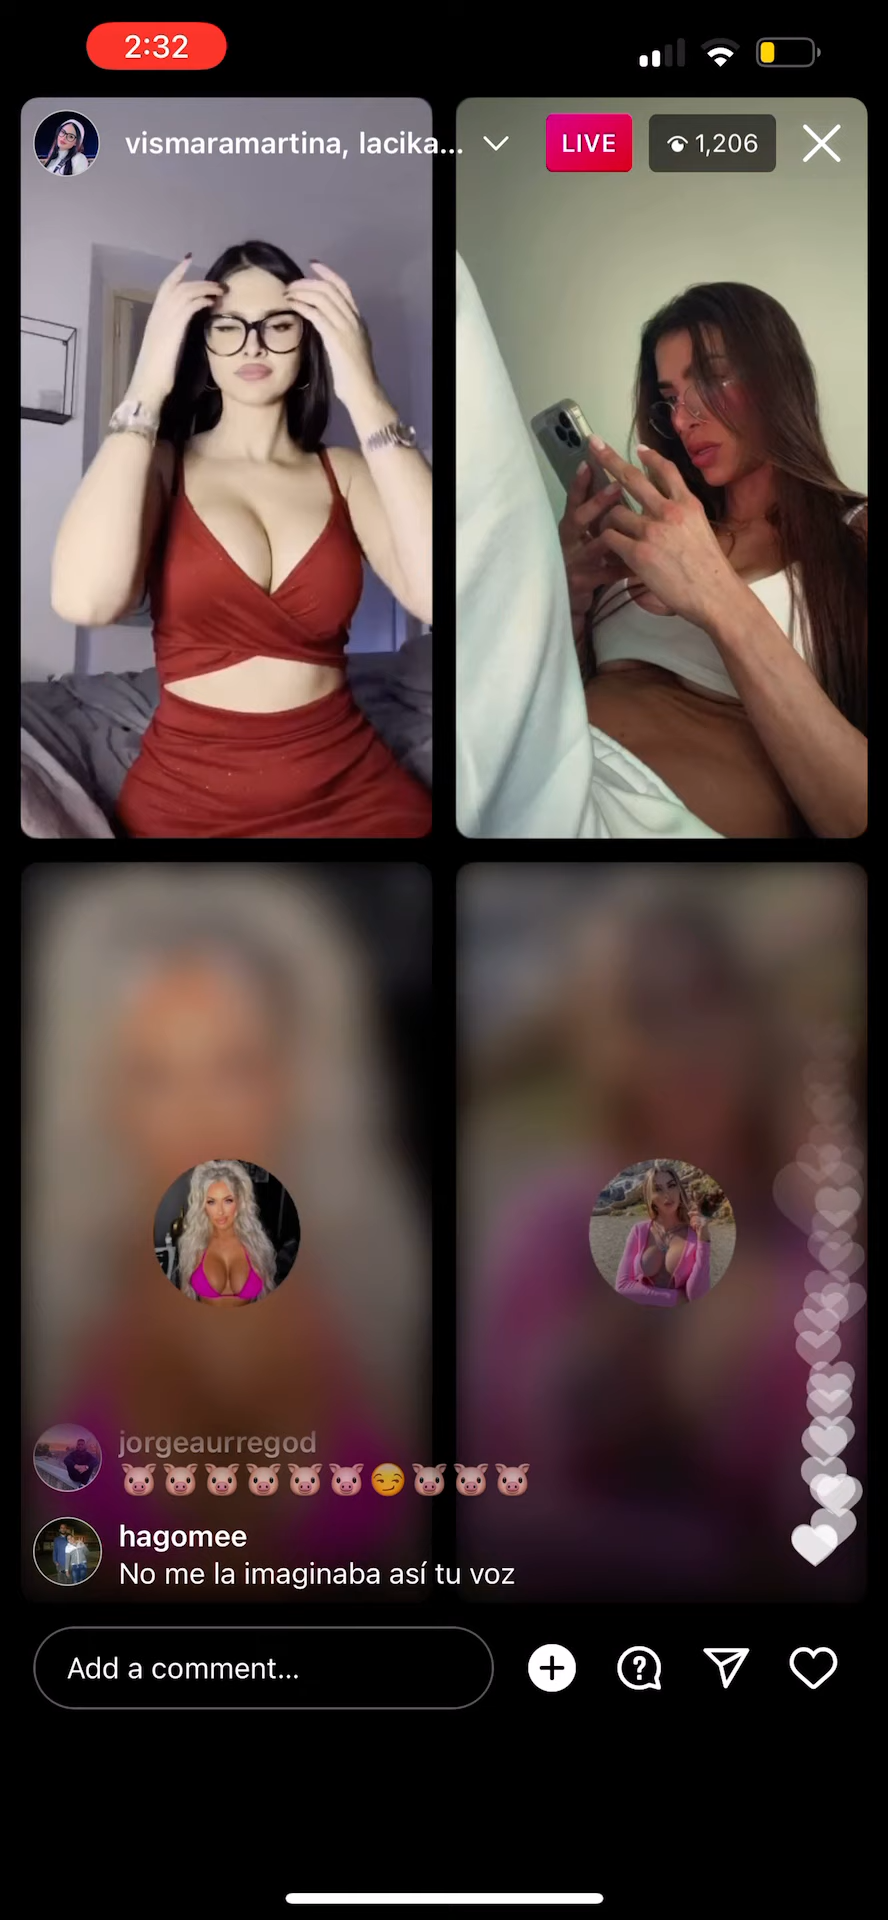 2:32
vismaramartina, lacika...
LIVE
1,206
jorgeaurregod
🐷🐷🐷🐷🐷🐷😏🐷🐷🐷
hagomee
No me la imaginaba así tu voz
Add a comment...